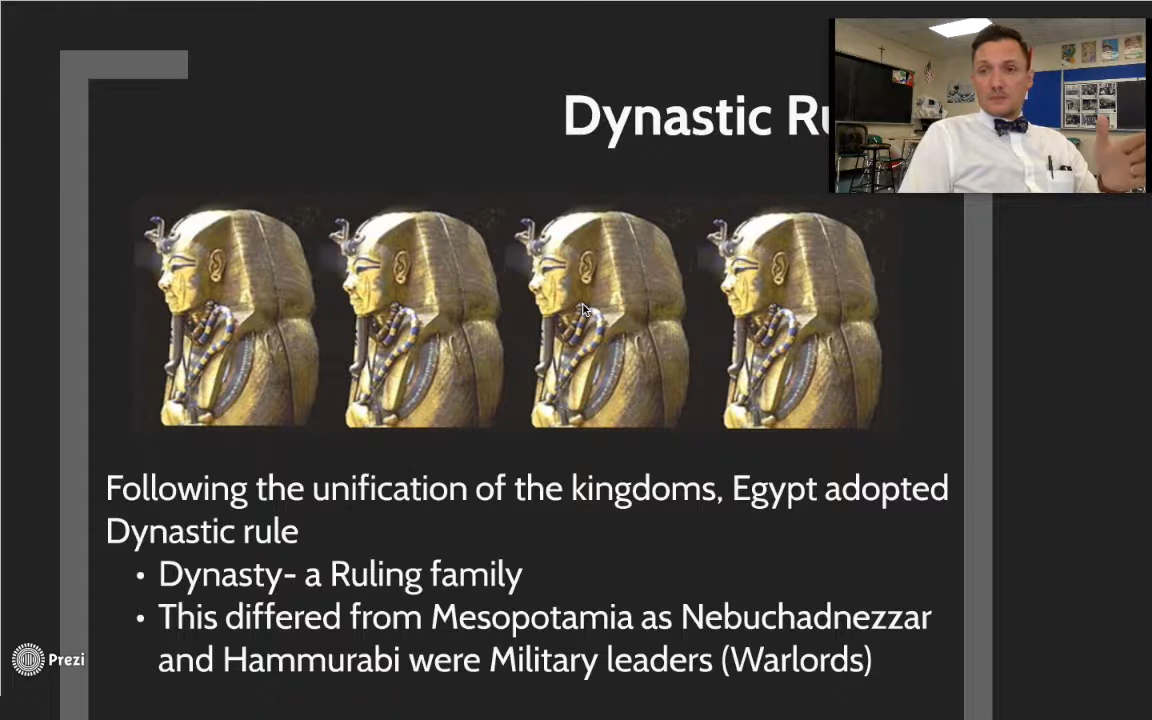 Dynastic Ru
Following the unification of the kingdoms, Egypt adopted
Dynastic rule
• Dynasty- a Ruling family
• This differed from Mesopotamia as Nebuchadnezzar
and Hammurabi were Military leaders (Warlords)
Prezi